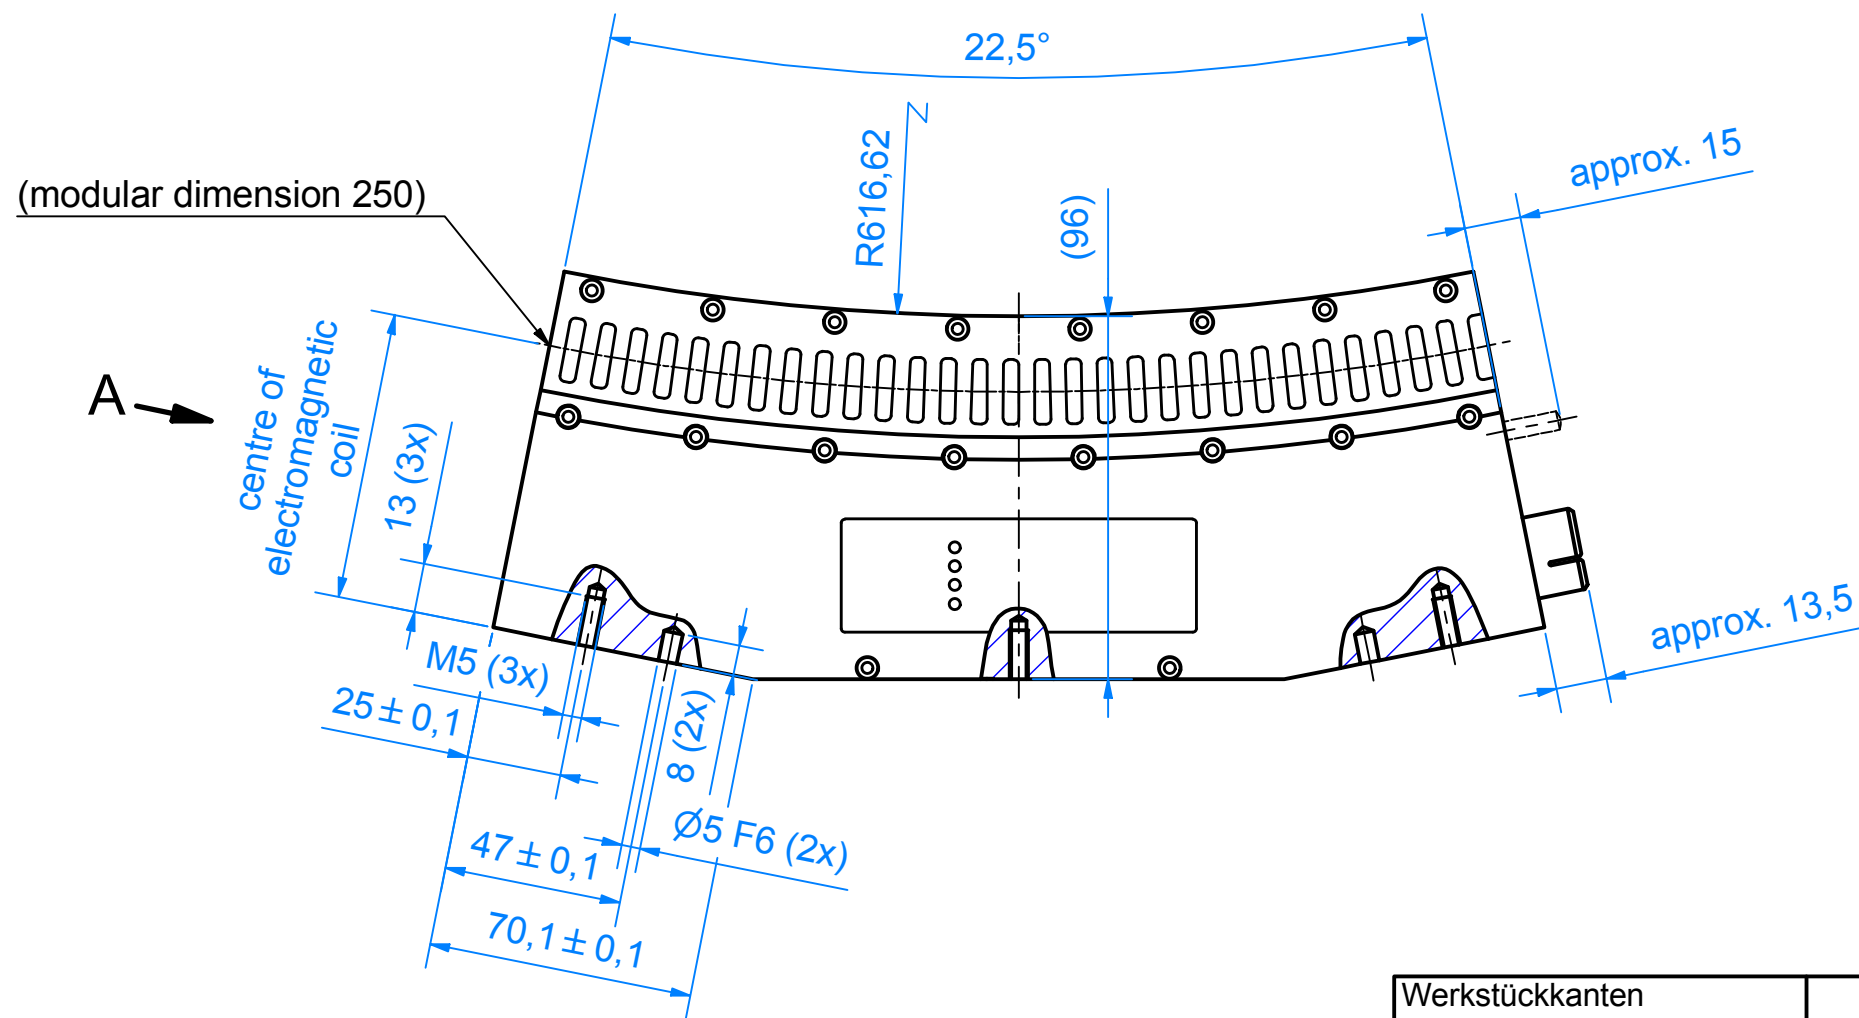 22,5°
approx. 15
R616,62
(96)
(modular dimension 250)
A
centre of
electromagnetic
coil
13 (3x)
approx. 13,5
M5 (3x)
25 ± 0,1
8 (2x)
Ø5 F6 (2x)
47 ± 0,1
70,1 ± 0,1
Werkstückkanten